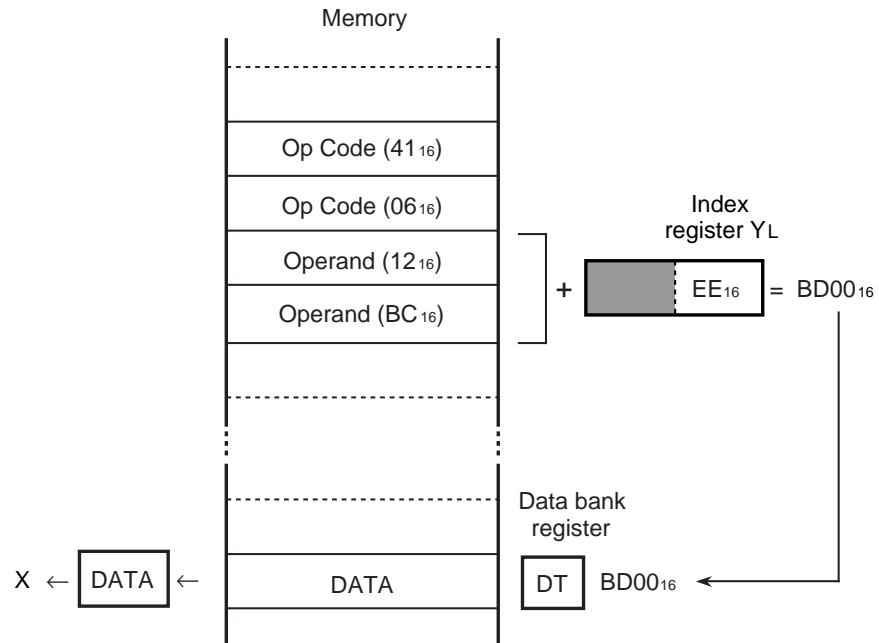 Memory
Op Code (41₁₆)
Op Code (06₁₆)
Operand (12₁₆)
Operand (BC₁₆)
Index
register YL
+ EE₁₆ = BD00₁₆
Data bank
register
X ← DATA ← DATA DT BD00₁₆